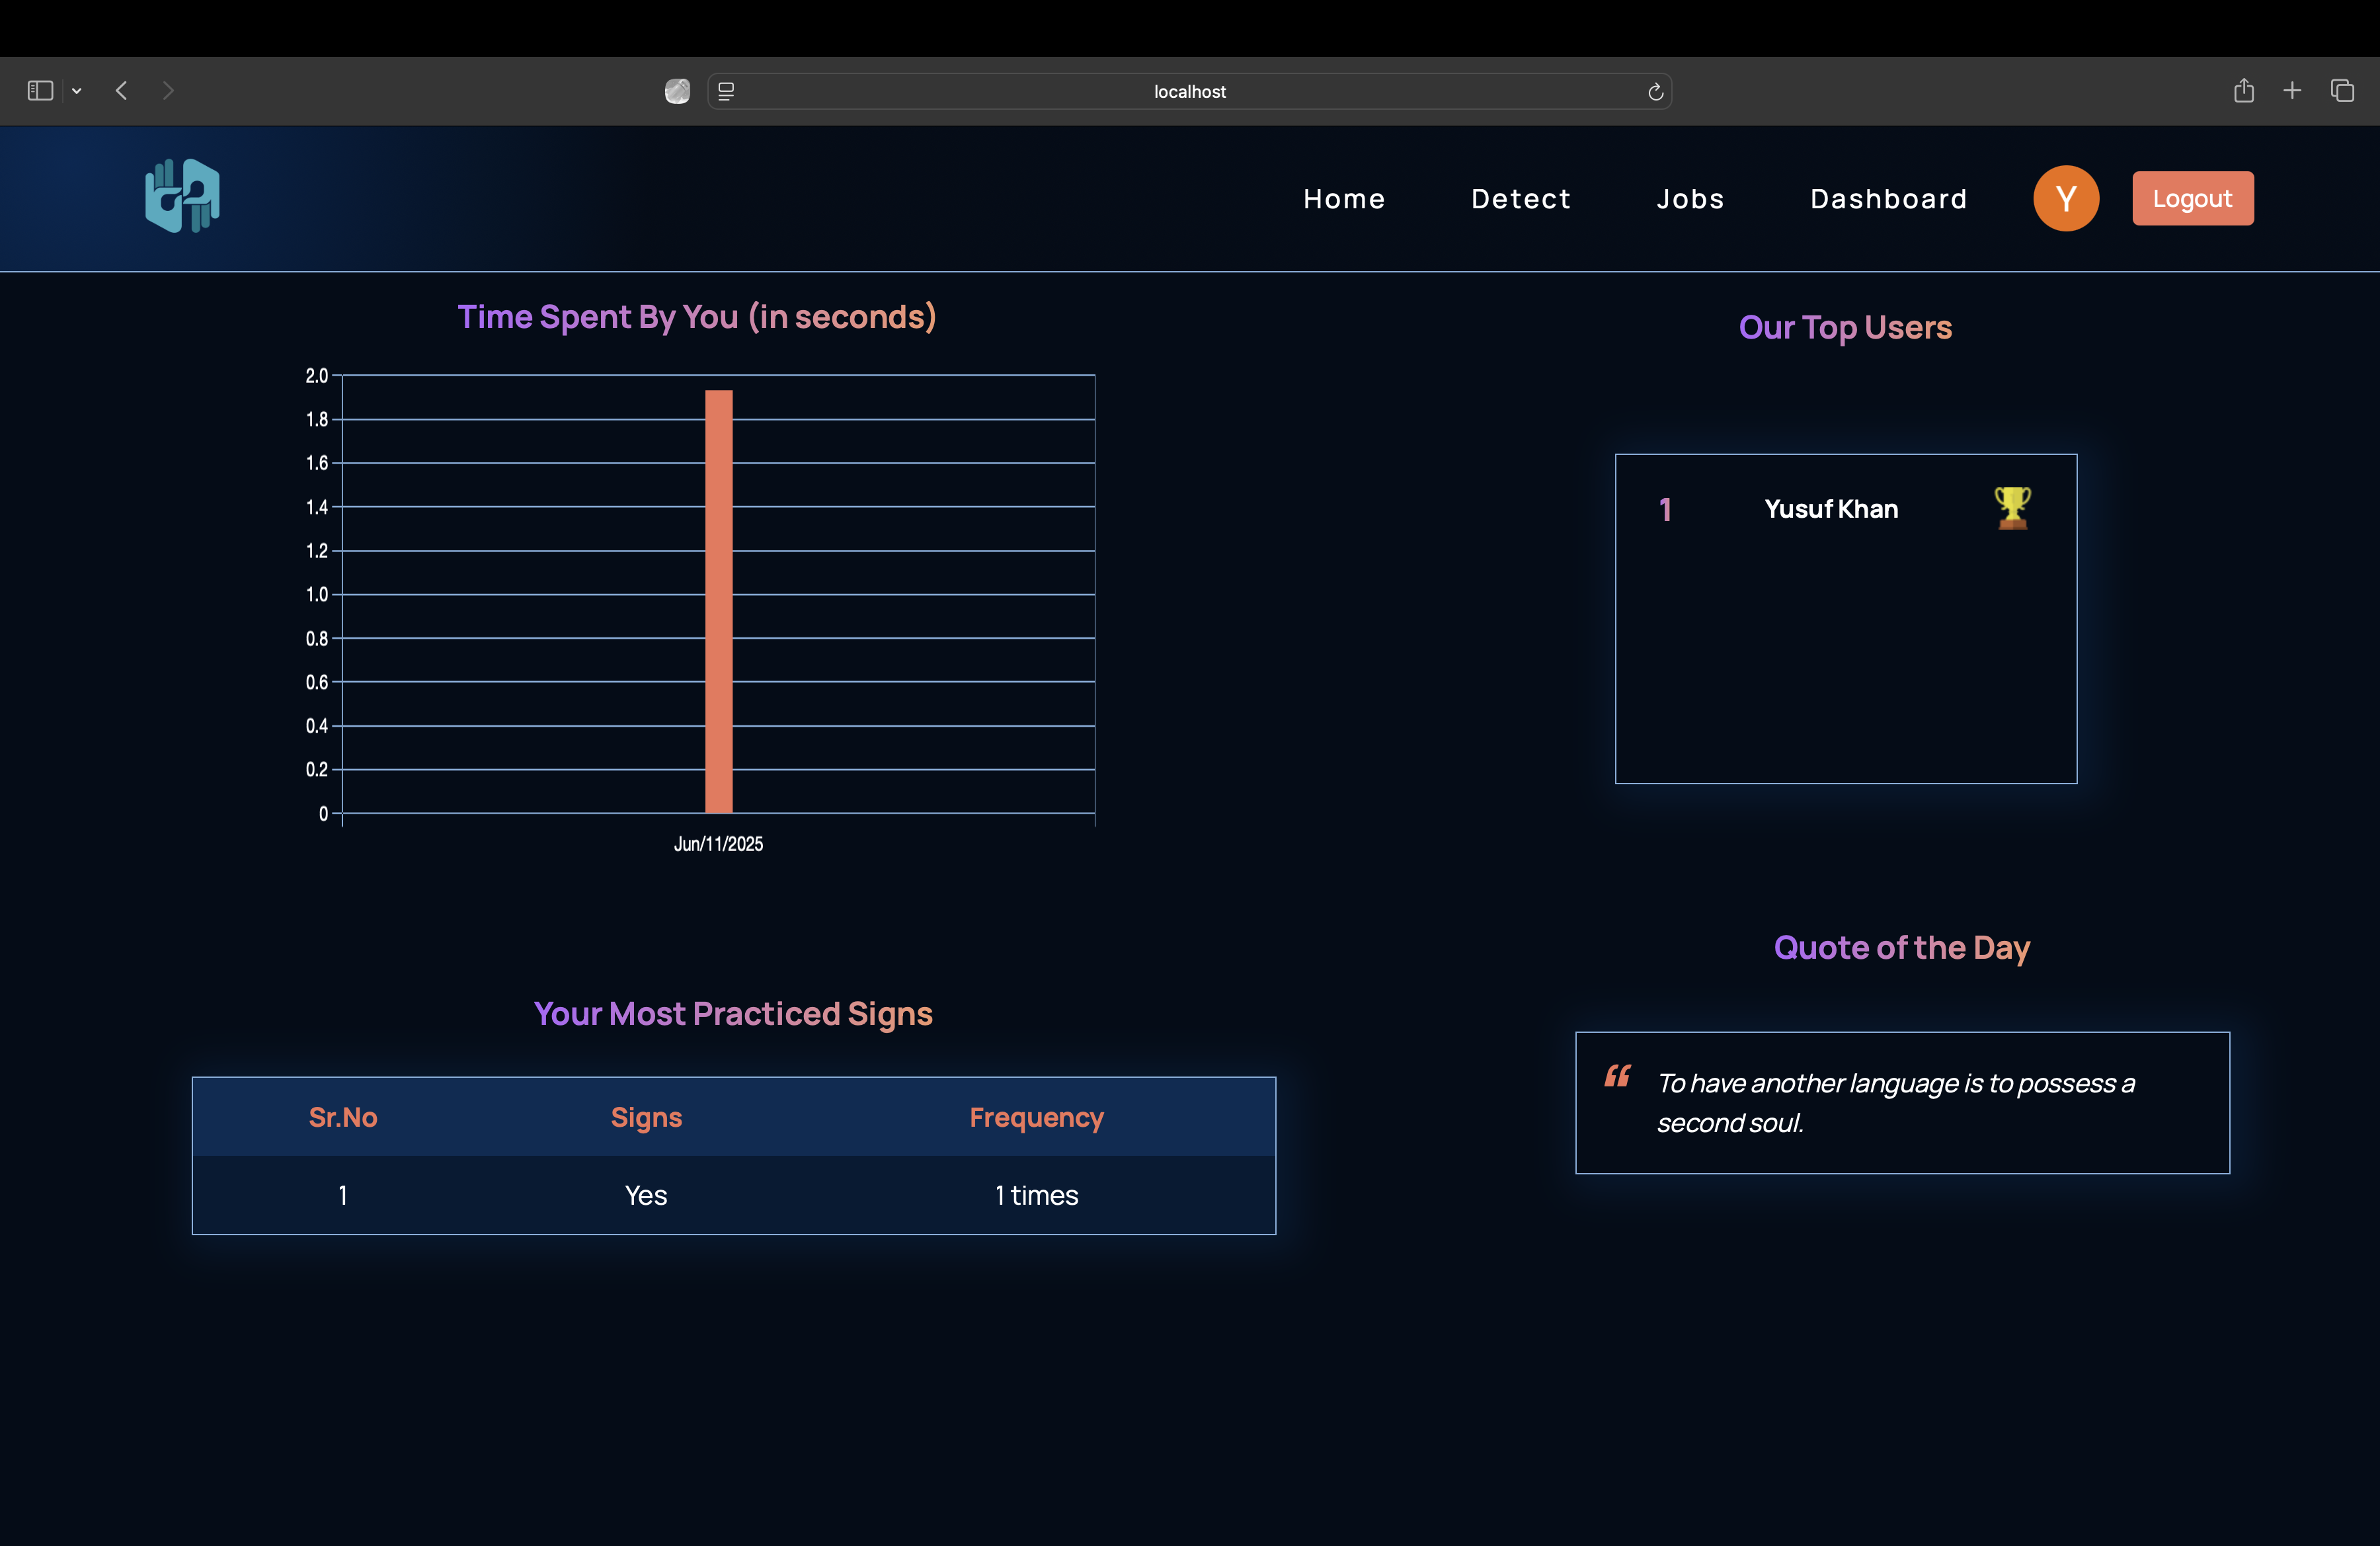 localhost
Home Detect Jobs Dashboard Y Logout
Time Spent By You (in seconds)
2.0
1.8
1.6
1.4
1.2
1.0
0.8
0.6
0.4
0.2
0
Jun/11/2025
Our Top Users
1 Yusuf Khan
Your Most Practiced Signs
Sr.No Signs Frequency
1 Yes 1 times
Quote of the Day
“ To have another language is to possess a
second soul.